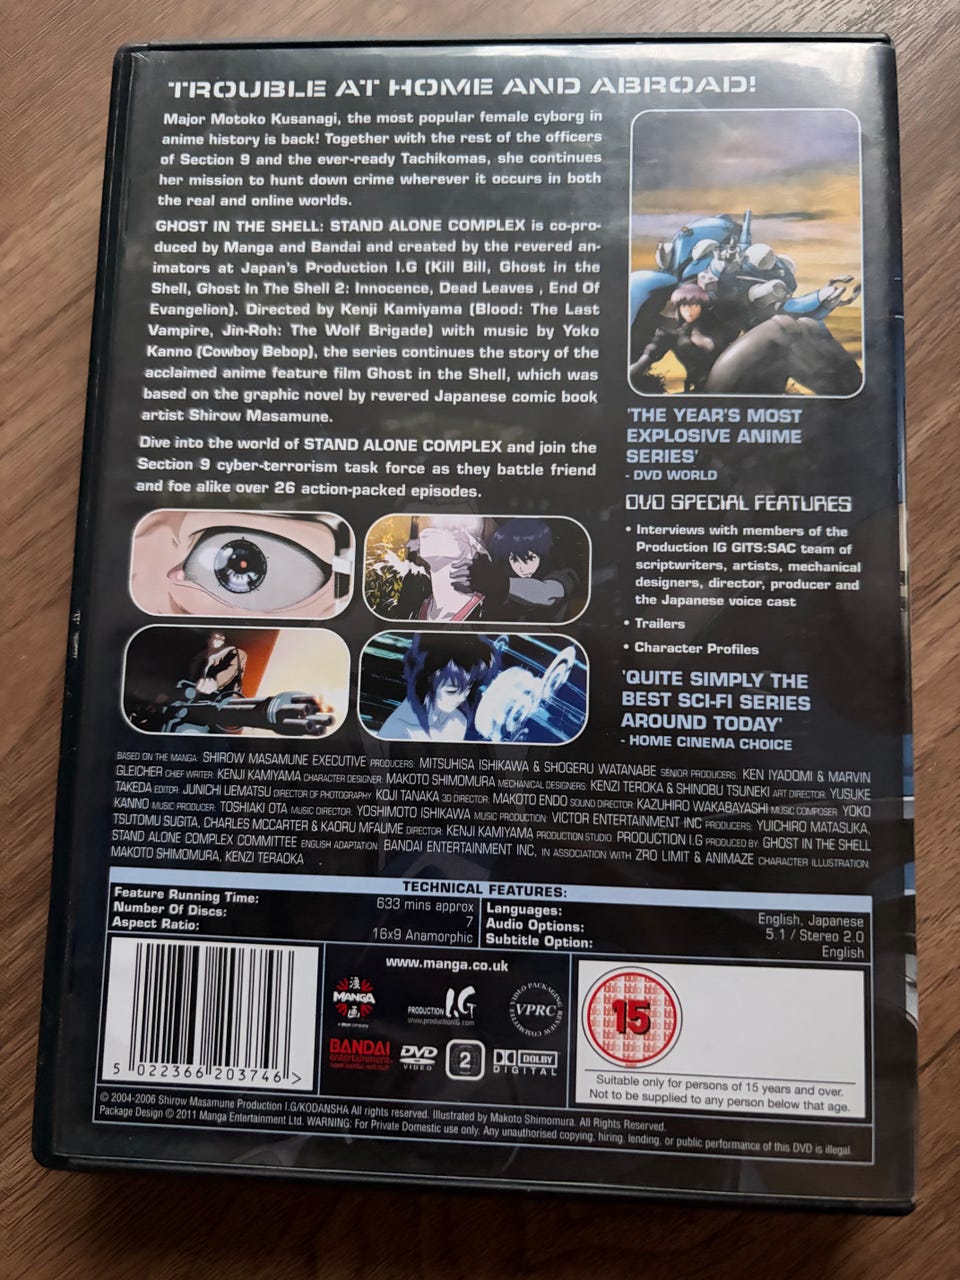 TROUBLE AT HOME AND ABROAD!
Major Motoko Kusanagi, the most popular female cyborg in
anime history is back! Together with the rest of the officers
of Section 9 and the ever-ready Tachikomas, she continues
her mission to hunt down crime wherever it occurs in both
the real and online worlds.
GHOST IN THE SHELL: STAND ALONE COMPLEX is co-pro-
duced by Manga and Bandai and created by the revered an-
imators at Japan's Production I.G (Kill Bill, Ghost in the
Shell, Ghost In The Shell 2: Innocence, Dead Leaves , End Of
Evangelion). Directed by Kenji Kamiyama (Blood: The Last
Vampire, Jin-Roh: The Wolf Brigade) with music by Yoko
Kanno (Cowboy Bebop), the series continues the story of the
acclaimed anime feature film Ghost in the Shell, which was
based on the graphic novel by revered Japanese comic book
artist Shirow Masamune.
Dive into the world of STAND ALONE COMPLEX and join the
Section 9 cyber-terrorism task force as they battle friend
and foe alike over 26 action-packed episodes.
'THE YEAR'S MOST
EXPLOSIVE ANIME
SERIES'
- DVD WORLD
DVD SPECIAL FEATURES
• Interviews with members of the
Production IG GITS:SAC team of
scriptwriters, artists, mechanical
designers, director, producer and
the Japanese voice cast
• Trailers
• Character Profiles
'QUITE SIMPLY THE
BEST SCI-FI SERIES
AROUND TODAY'
- HOME CINEMA CHOICE
BASED ON THE MANGA: SHIROW MASAMUNE EXECUTIVE PRODUCERS: MITSUHISA ISHIKAWA & SHOGERU WATANABE SENIOR PRODUCERS: KEN IYADOMI & MARVIN
GLEICHER CHIEF WRITER: KENJI KAMIYAMA CHARACTER DESIGNER: MAKOTO SHIMOMURA MECHANICAL DESIGNERS: KENZI TEROKA & SHINOBU TSUNEKI ART DIRECTOR: YUSUKE
TAKEDA EDITOR: JUNICHI UEMATSU DIRECTOR OF PHOTOGRAPHY: KOJI TANAKA 3D DIRECTOR: MAKOTO ENDO SOUND DIRECTOR: KAZUHIRO WAKABAYASHI MUSIC COMPOSER: YOKO
KANNO MUSIC PRODUCER: TOSHIAKI OTA MUSIC DIRECTOR: YOSHIMOTO ISHIKAWA MUSIC PRODUCTION: VICTOR ENTERTAINMENT INC PRODUCERS: YUICHIRO MATASUKA,
TSUTOMU SUGITA, CHARLES MCCARTER & KAORU MFAUME DIRECTOR: KENJI KAMIYAMA PRODUCTION STUDIO: PRODUCTION I.G PRODUCED BY: GHOST IN THE SHELL
STAND ALONE COMPLEX COMMITTEE ENGLISH ADAPTATION: BANDAI ENTERTAINMENT INC, IN ASSOCIATION WITH ZRO LIMIT & ANIMAZE CHARACTER ILLUSTRATION:
MAKOTO SHIMOMURA, KENZI TERAOKA
TECHNICAL FEATURES:
Feature Running Time: 633 mins approx
Number Of Discs: 7
Aspect Ratio: 16x9 Anamorphic
Languages: English, Japanese
Audio Options: 5.1 / Stereo 2.0
Subtitle Option: English
5 022366 203746 >
www.manga.co.uk
MANGA
PRODUCTION I.G
www.productionIG.com
VIDEO PACKAGING REVIEW COMMITTEE
VPRC
BANDAI
entertainment
DVD
VIDEO
2
DOLBY
DIGITAL
15
Suitable only for persons of 15 years and over.
Not to be supplied to any person below that age.
© 2004-2006 Shirow Masamune Production I.G/KODANSHA All rights reserved. Illustrated by Makoto Shimomura. All Rights Reserved.
Package Design © 2011 Manga Entertainment Ltd. WARNING: For Private Domestic use only. Any unauthorised copying, hiring, lending, or public performance of this DVD is illegal.